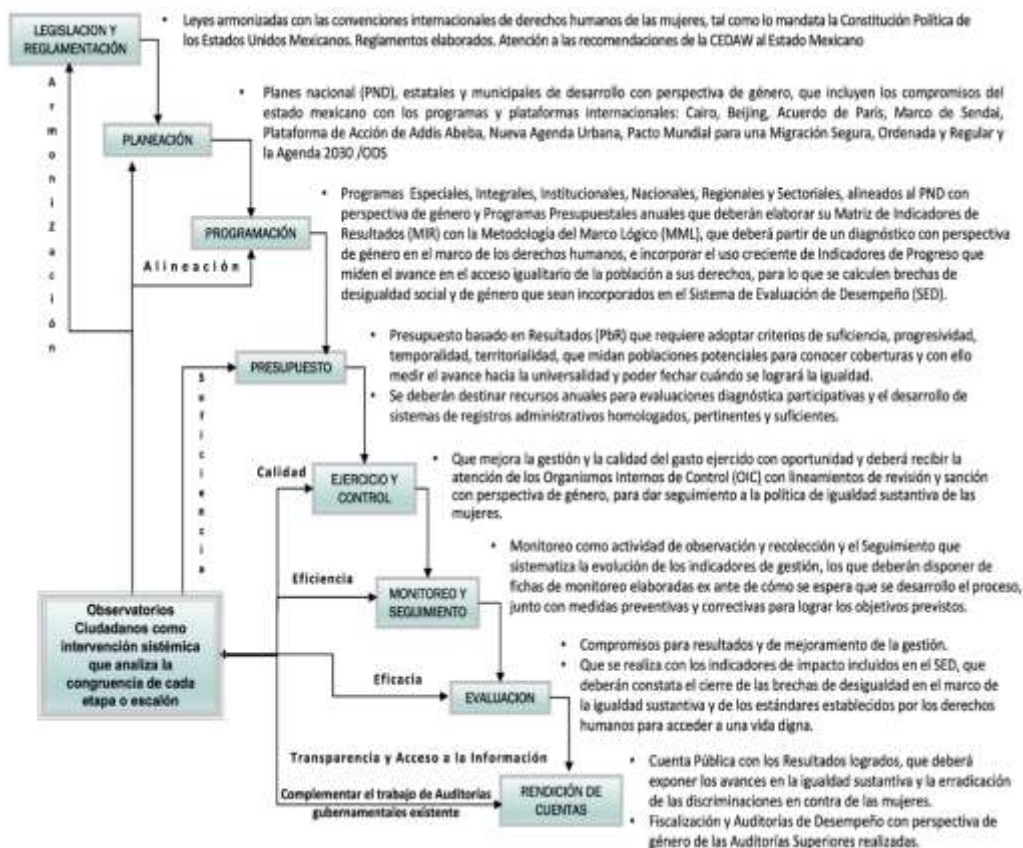 LEGISLACION Y
REGLAMENTACIÓN
• Leyes armonizadas con las convenciones internacionales de derechos humanos de las mujeres, tal como lo mandata la Constitución Política de
los Estados Unidos Mexicanos. Reglamentos elaborados. Atención a las recomendaciones de la CEDAW al Estado Mexicano
Armonización
PLANEACIÓN
• Planes nacional (PND), estatales y municipales de desarrollo con perspectiva de género, que incluyen los compromisos del
estado mexicano con los programas y plataformas internacionales: Cairo, Beijing, Acuerdo de Paris, Marco de Sendai,
Plataforma de Acción de Addis Abeba, Nueva Agenda Urbana, Pacto Mundial para una Migración Segura, Ordenada y Regular y
la Agenda 2030 /ODS
PROGRAMACIÓN
Alineación
• Programas Especiales, Integrales, Institucionales, Nacionales, Regionales y Sectoriales, alineados al PND con
perspectiva de género y Programas Presupuestales anuales que deberán elaborar su Matriz de Indicadores de
Resultados (MIR) con la Metodología del Marco Lógico (MML), que deberá partir de un diagnóstico con perspectiva
de género en el marco de los derechos humanos, e incorporar el uso creciente de Indicadores de Progreso que
miden el avance en el acceso igualitario de la población a sus derechos, para lo que se calculen brechas de
desigualdad social y de género que sean incorporados en el Sistema de Evaluación de Desempeño (SED).
PRESUPUESTO
Suficiencia
• Presupuesto basado en Resultados (PbR) que requiere adoptar criterios de suficiencia, progresividad,
temporalidad, territorialidad, que midan poblaciones potenciales para conocer coberturas y con ello
medir el avance hacia la universalidad y poder fechar cuándo se logrará la igualdad.
• Se deberán destinar recursos anuales para evaluaciones diagnóstica participativas y el desarrollo de
sistemas de registros administrativos homologados, pertinentes y suficientes.
Calidad
EJERCICIO Y
CONTROL
• Que mejora la gestión y la calidad del gasto ejercido con oportunidad y deberá recibir la
atención de los Organismos Internos de Control (OIC) con lineamientos de revisión y sanción
con perspectiva de género, para dar seguimiento a la política de igualdad sustantiva de las
mujeres.
Eficiencia
MONITOREO Y
SEGUIMIENTO
• Monitoreo como actividad de observación y recolección y el Seguimiento que
sistematiza la evolución de los indicadores de gestión, los que deberán disponer de
fichas de monitoreo elaboradas ex ante de cómo se espera que se desarrollo el proceso,
junto con medidas preventivas y correctivas para lograr los objetivos previstos.
Observatorios
Ciudadanos como
intervención sistémica
que analiza la
congruencia de cada
etapa o escalón
Eficacia
EVALUACION
• Compromisos para resultados y de mejoramiento de la gestión.
• Que se realiza con los indicadores de impacto incluidos en el SED, que
deberán constata el cierre de las brechas de desigualdad en el marco de
la igualdad sustantiva y de los estándares establecidos por los derechos
humanos para acceder a una vida digna.
Transparencia y Acceso a la Información
Complementar el trabajo de Auditorías
gubernamentales existente
RENDICIÓN DE
CUENTAS
• Cuenta Pública con los Resultados logrados, que deberá
exponer los avances en la igualdad sustantiva y la erradicación
de las discriminaciones en contra de las mujeres.
• Fiscalización y Auditorías de Desempeño con perspectiva de
género de las Auditorías Superiores realizadas.